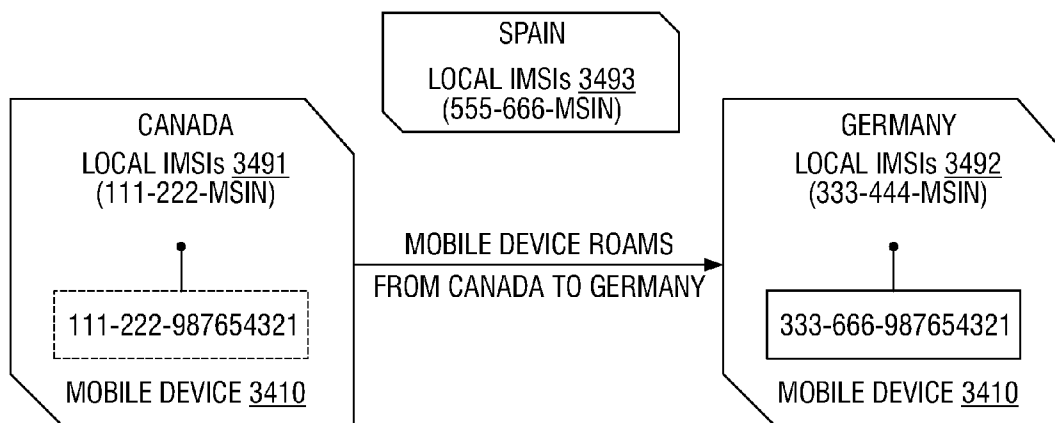 SPAIN
LOCAL IMSIs 3493
(555-666-MSIN)
CANADA
LOCAL IMSIs 3491
(111-222-MSIN)
111-222-987654321
MOBILE DEVICE 3410
MOBILE DEVICE ROAMS
FROM CANADA TO GERMANY
GERMANY
LOCAL IMSIs 3492
(333-444-MSIN)
333-666-987654321
MOBILE DEVICE 3410